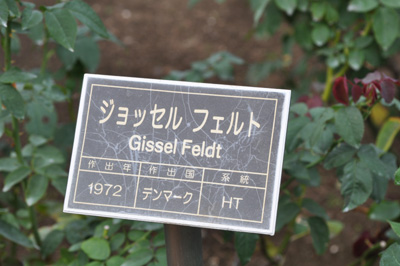 ジョッセル フェルト
Gissel Feldt
作出年 作出国 系統
1972 デンマーク HT